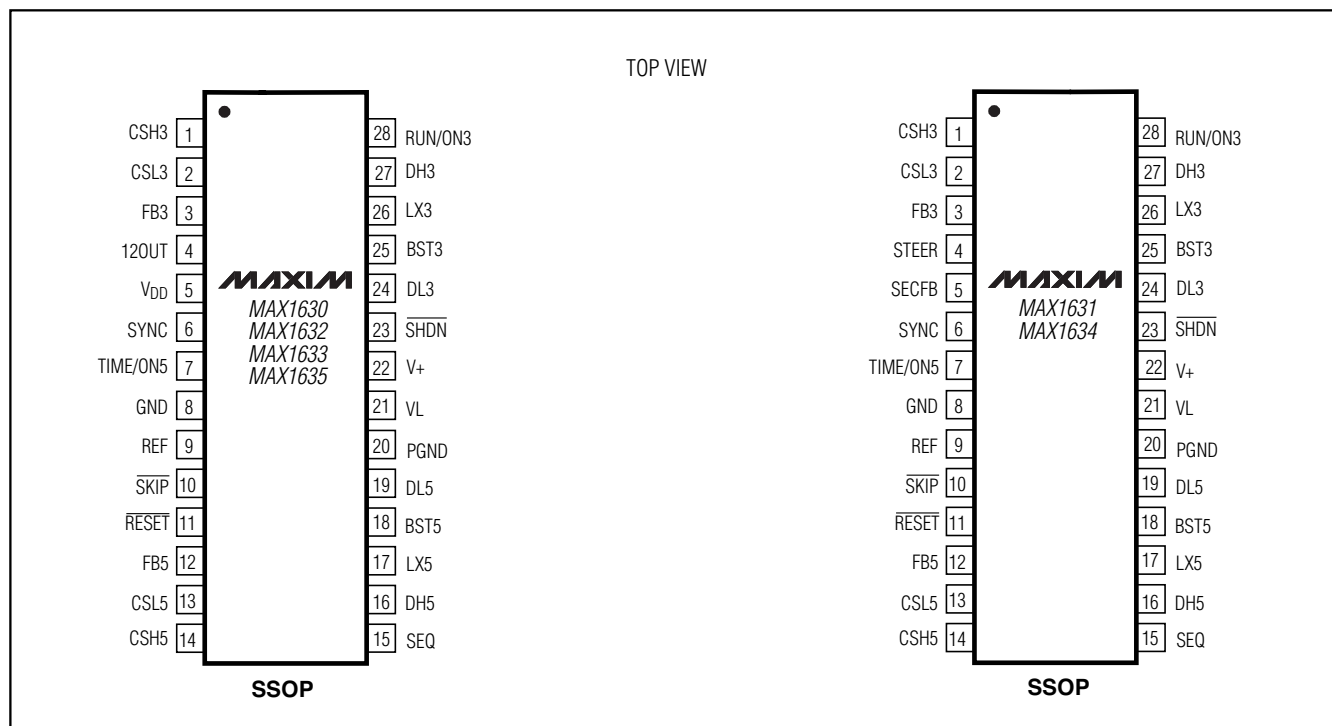 TOP VIEW
CSH3 1
CSL3 2
FB3 3
12OUT 4
VDD 5
SYNC 6
TIME/ON5 7
GND 8
REF 9
SKIP 10
RESET 11
FB5 12
CSL5 13
CSH5 14
MAXIM
MAX1630
MAX1632
MAX1633
MAX1635
28 RUN/ON3
27 DH3
26 LX3
25 BST3
24 DL3
23 SHDN
22 V+
21 VL
20 PGND
19 DL5
18 BST5
17 LX5
16 DH5
15 SEQ
SSOP
CSH3 1
CSL3 2
FB3 3
STEER 4
SECFB 5
SYNC 6
TIME/ON5 7
GND 8
REF 9
SKIP 10
RESET 11
FB5 12
CSL5 13
CSH5 14
MAXIM
MAX1631
MAX1634
28 RUN/ON3
27 DH3
26 LX3
25 BST3
24 DL3
23 SHDN
22 V+
21 VL
20 PGND
19 DL5
18 BST5
17 LX5
16 DH5
15 SEQ
SSOP